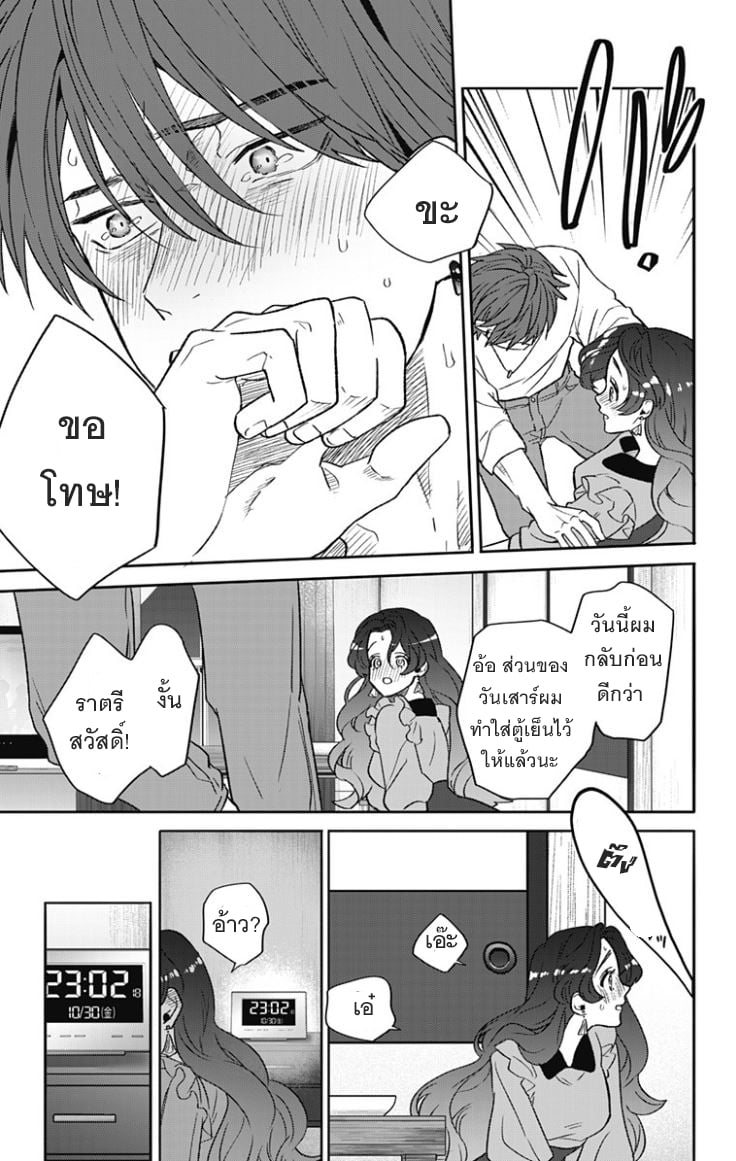 ขะ
ขอ
โทษ!
วันนี้ผม
กลับก่อน
ดีกว่า
อ้อ ส่วนของ
วันเสาร์ผม
ทำใส่ตู้เย็นไว้
ให้แล้วนะ
งั้น
ราตรี
สวัสดิ์!
เอ๊ะ
เอ๋
อ้าว?
23:02
10/30(金)
23:02 18
10/30(金)